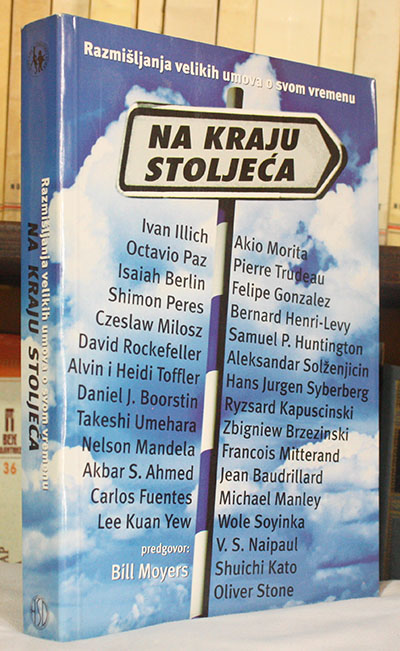 Razmišljanja velikih umova o svom vremenu
NA KRAJU
STOLJEĆA
Ivan Illich
Octavio Paz
Isaiah Berlin
Shimon Peres
Czeslaw Milosz
David Rockefeller
Alvin i Heidi Toffler
Daniel J. Boorstin
Takeshi Umehara
Nelson Mandela
Akbar S. Ahmed
Carlos Fuentes
Lee Kuan Yew
predgovor:
Bill Moyers
Akio Morita
Pierre Trudeau
Felipe Gonzalez
Bernard Henri-Levy
Samuel P. Huntington
Aleksandar Solženjicin
Hans Jurgen Syberberg
Ryzsard Kapuscinski
Zbigniew Brzezinski
Francois Mitterand
Jean Baudrillard
Michael Manley
Wole Soyinka
V. S. Naipaul
Shuichi Kato
Oliver Stone
Razmišljanja velikih umova o svom vremenu
NA KRAJU STOLJEĆA
ВЕК
36